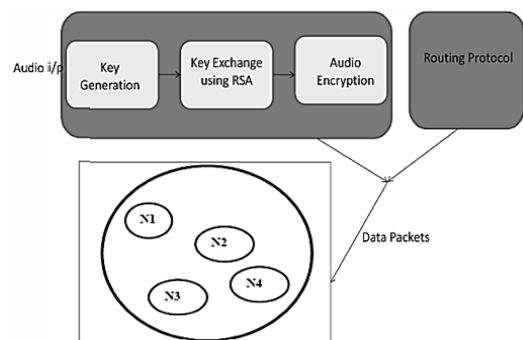 Audio i/p
Key
Generation
Key Exchange
using RSA
Audio
Encryption
Routing Protocol
Data Packets
N1
N2
N3
N4